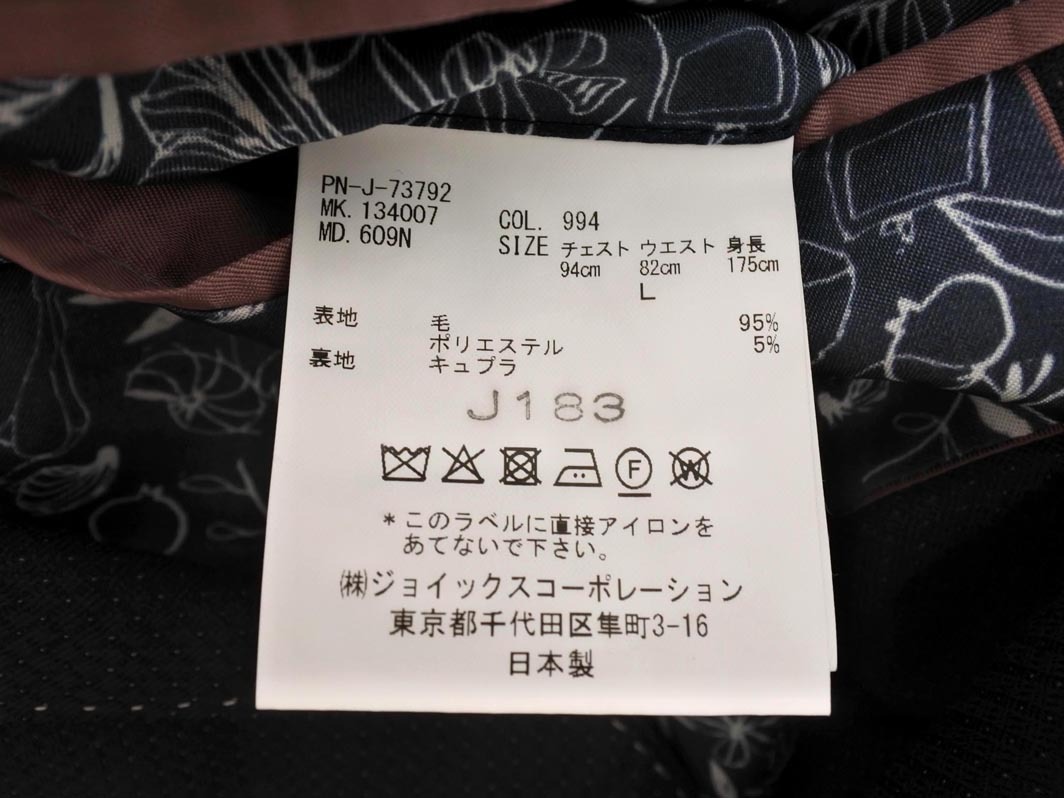 PN-J-73792
MK. 134007
MD. 609N
COL. 994
SIZE チェスト ウエスト 身長
94cm 82cm 175cm
L
表地 毛 95%
ポリエステル 5%
裏地 キュプラ
J183
F
W
*このラベルに直接アイロンを
あてないで下さい。
㈱ジョイックスコーポレーション
東京都千代田区隼町3-16
日本製